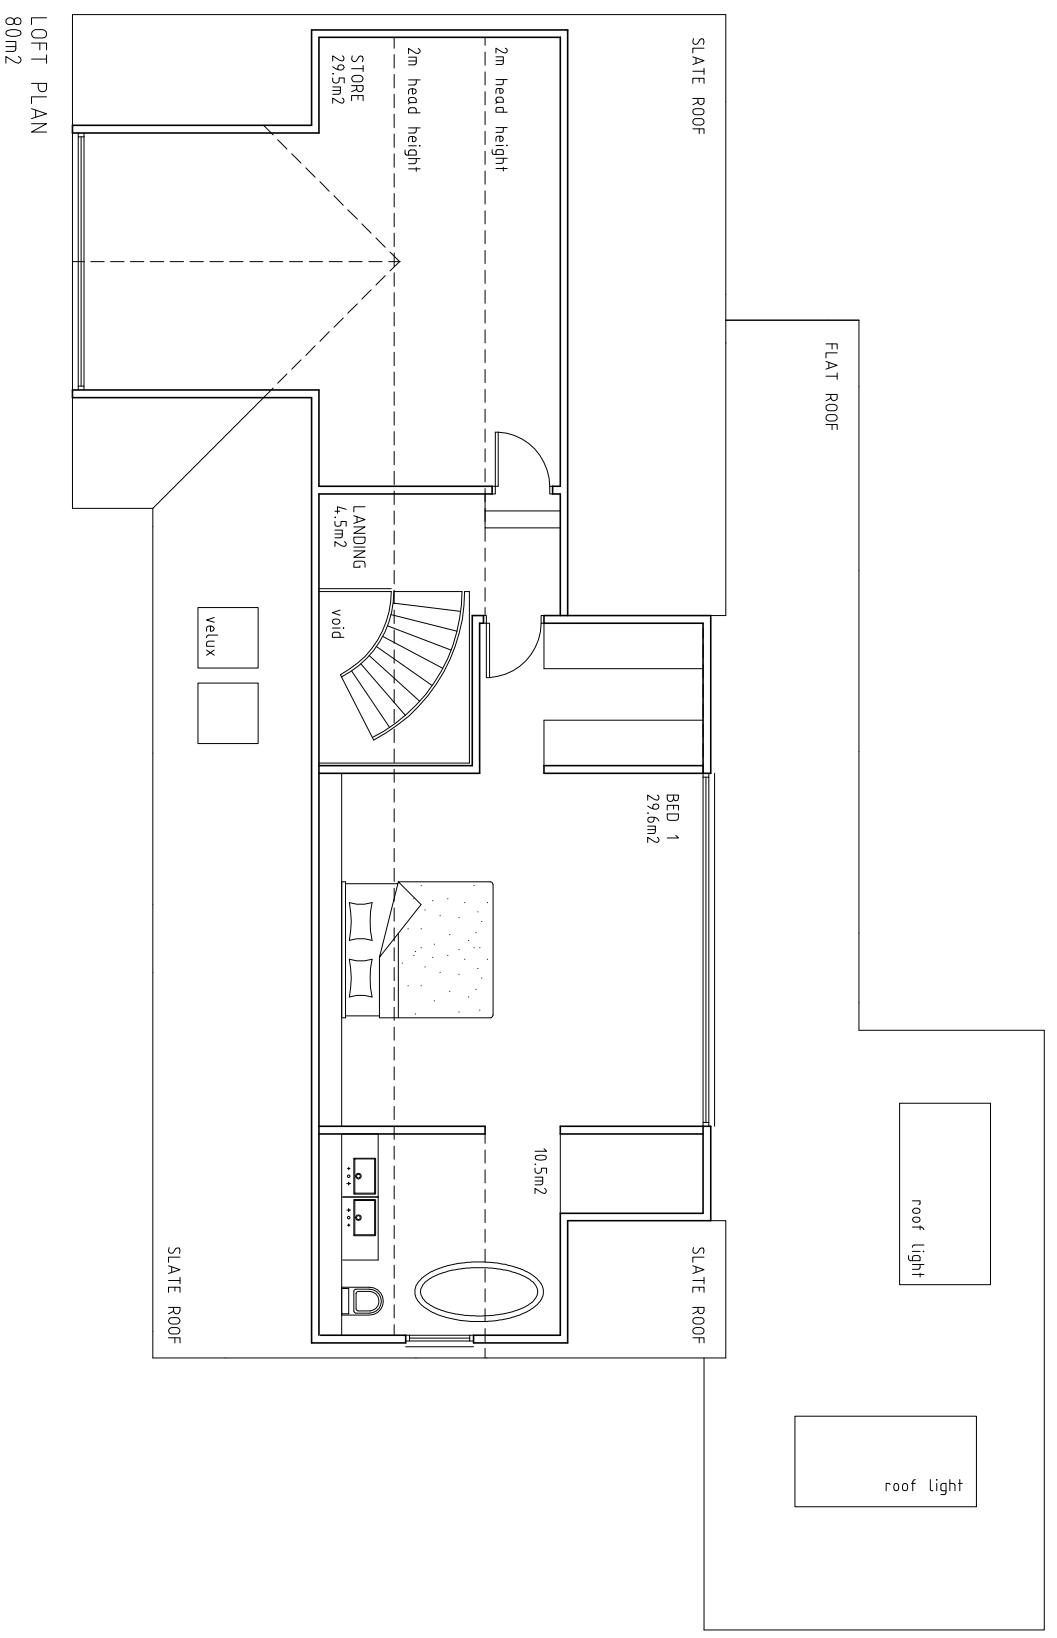 FLAT ROOF
roof light
roof light
SLATE ROOF
SLATE ROOF
BED 1
29.6m2
10.5m2
2m head height
2m head height
STORE
29.5m2
LANDING
4.5m2
void
velux
SLATE ROOF
LOFT PLAN
80m2